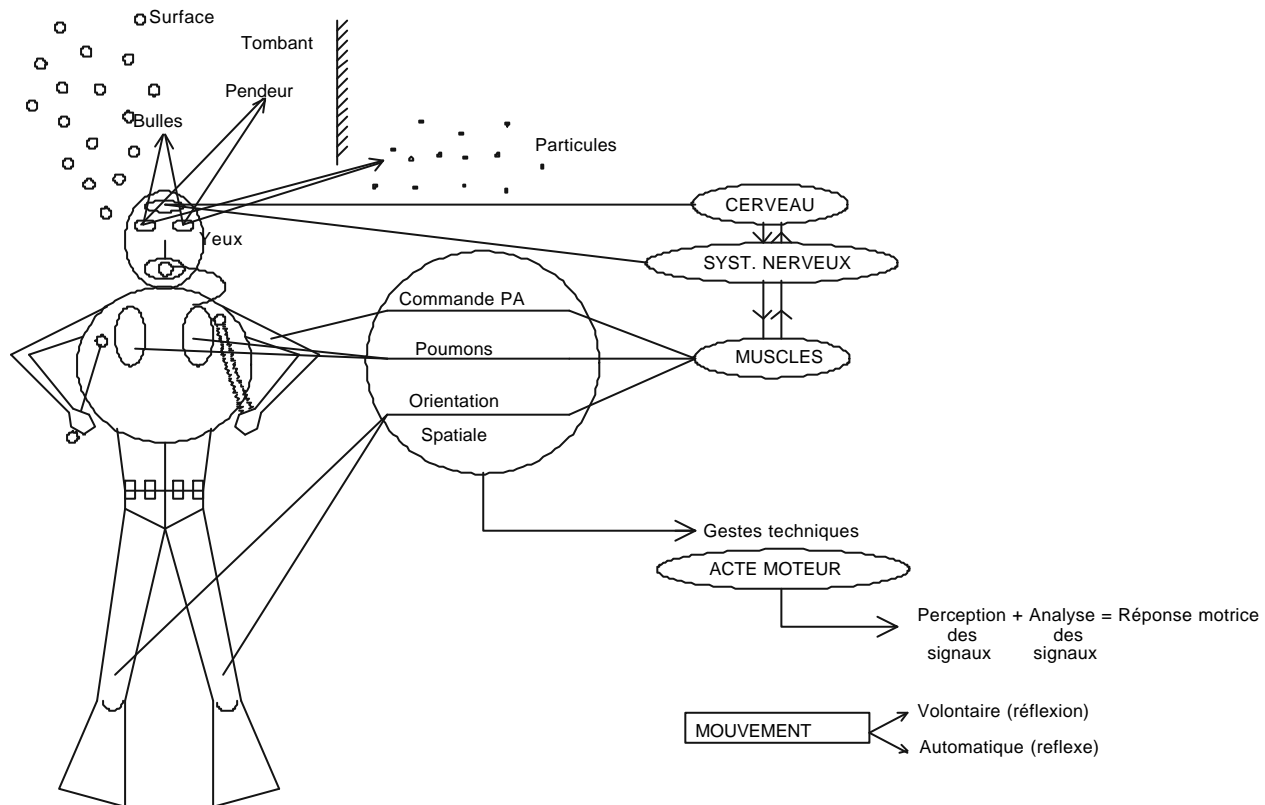 Surface
Tombant
Pendeur
Bulles
Particules
CERVEAU
Yeux
SYST. NERVEUX
Commande PA
Poumons
MUSCLES
Orientation
Spatiale
Gestes techniques
ACTE MOTEUR
Perception + Analyse = Réponse motrice
des des
signaux signaux
Volontaire (réflexion)
MOUVEMENT
Automatique (reflexe)